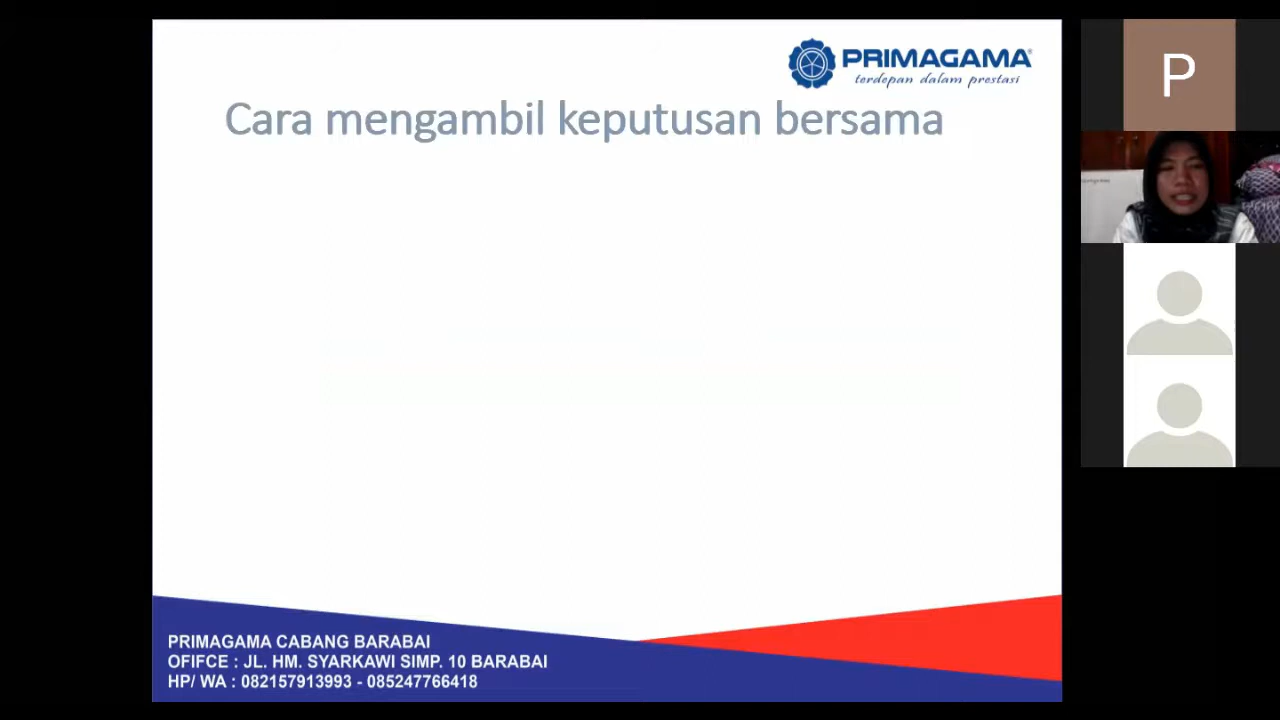 PRIMAGAMA
terdepan dalam prestasi
Cara mengambil keputusan bersama
P
PRIMAGAMA CABANG BARABAI
OFIFCE : JL. HM. SYARKAWI SIMP. 10 BARABAI
HP/ WA : 082157913993 - 085247766418